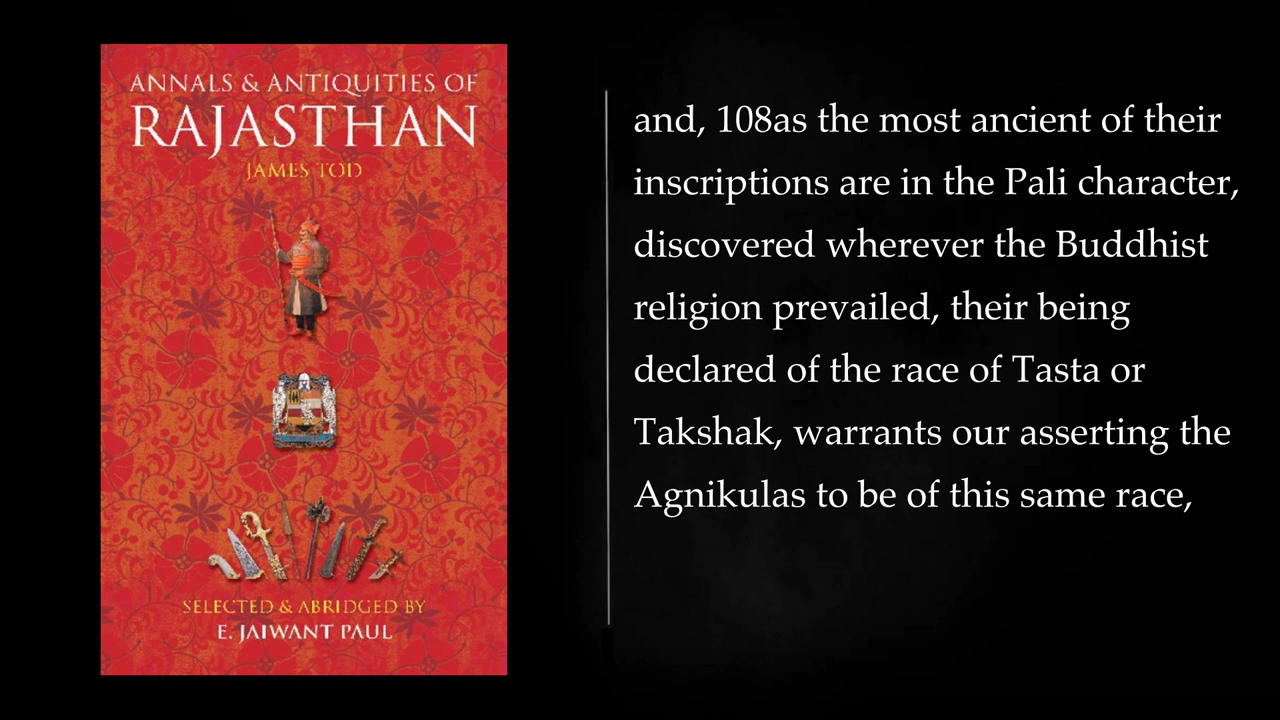 ANNALS & ANTIQUITIES OF
RAJASTHAN
JAMES TOD
SELECTED & ABRIDGED BY
E. JAIWANT PAUL
and, 108as the most ancient of their
inscriptions are in the Pali character,
discovered wherever the Buddhist
religion prevailed, their being
declared of the race of Tasta or
Takshak, warrants our asserting the
Agnikulas to be of this same race,